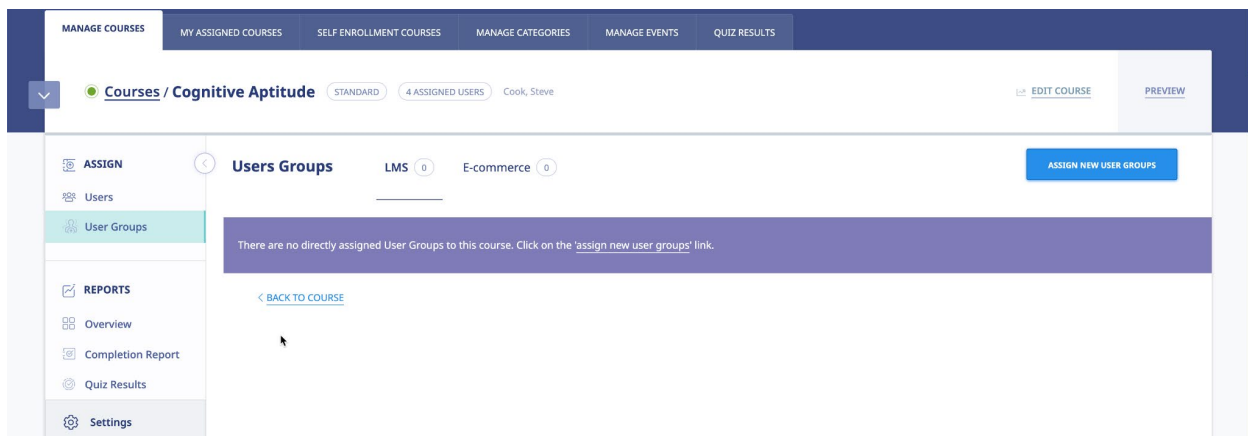 MANAGE COURSES
MY ASSIGNED COURSES
SELF ENROLLMENT COURSES
MANAGE CATEGORIES
MANAGE EVENTS
QUIZ RESULTS
Courses / Cognitive Aptitude STANDARD 4 ASSIGNED USERS Cook, Steve
EDIT COURSE
PREVIEW
ASSIGN
Users
User Groups
REPORTS
Overview
Completion Report
Quiz Results
Settings
Users Groups
LMS 0
E-commerce 0
ASSIGN NEW USER GROUPS
There are no directly assigned User Groups to this course. Click on the 'assign new user groups' link.
< BACK TO COURSE